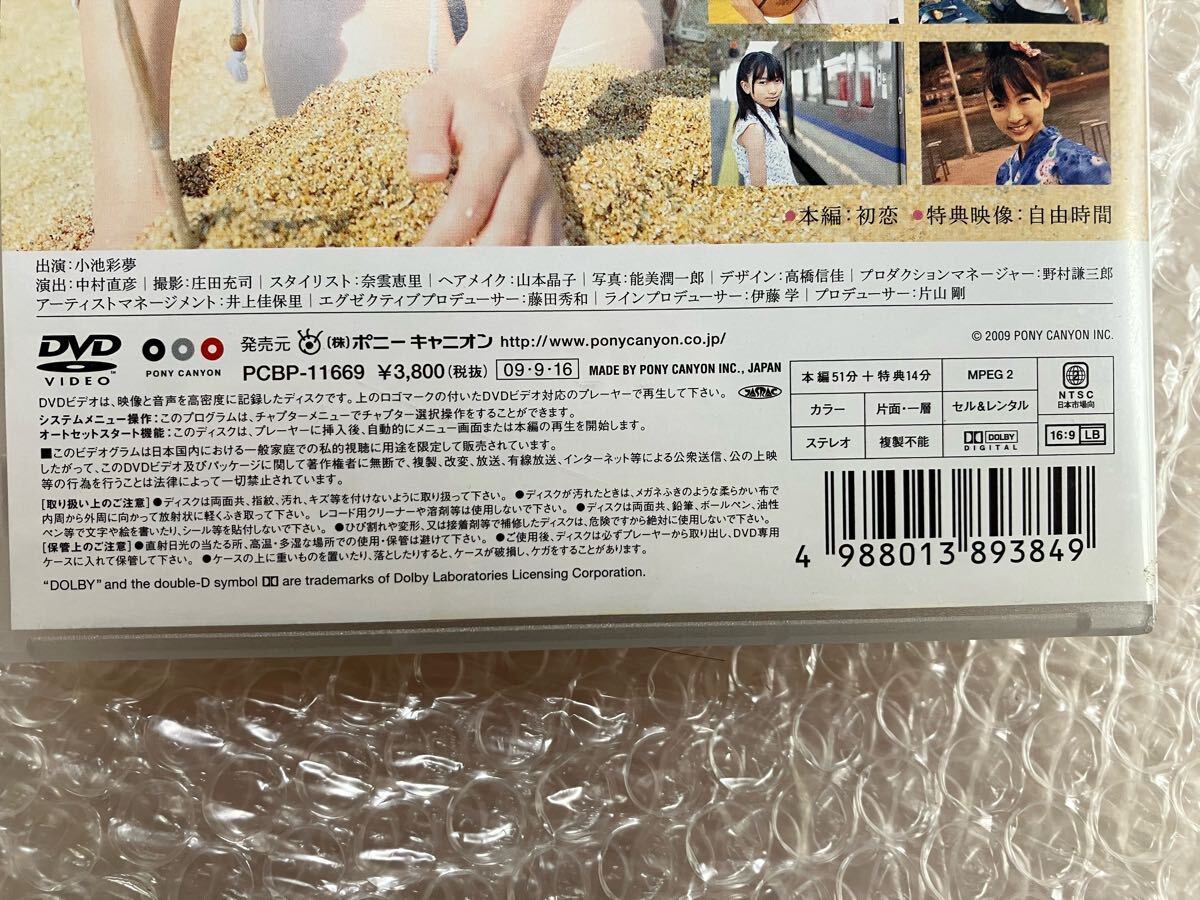 ●本編：初恋 ●特典映像：自由時間
出演：小池彩夢
演出：中村直彦｜撮影：庄田充司｜スタイリスト：奈雲恵里｜ヘアメイク：山本晶子｜写真：能美潤一郎｜デザイン：高橋信佳｜プロダクションマネージャー：野村謙三郎
アーティストマネージメント：井上佳保里｜エグゼクティブプロデューサー：藤田秀和｜ラインプロデューサー：伊藤 学｜プロデューサー：片山 剛
DVD VIDEO
PONY CANYON
発売元 (株)ポニーキャニオン http://www.ponycanyon.co.jp/
© 2009 PONY CANYON INC.
PCBP-11669 ¥3,800(税抜) 09・9・16 MADE BY PONY CANYON INC., JAPAN
DVDビデオは、映像と音声を高密度に記録したディスクです。上のロゴマークの付いたDVDビデオ対応のプレーヤーで再生して下さい。 JASRAC
システムメニュー操作：このプログラムは、チャプターメニューでチャプター選択操作をすることができます。
オートセットスタート機能：このディスクは、プレーヤーに挿入後、自動的にメニュー画面または本編の再生を開始します。
■このビデオグラムは日本国内における一般家庭での私的視聴に用途を限定して販売されています。
したがって、このDVDビデオ及びパッケージに関して著作権者に無断で、複製、改変、放送、有線放送、インターネット等による公衆送信、公の上映
等の行為を行うことは法律によって一切禁止されています。
本編51分＋特典14分 MPEG 2
カラー 片面・一層 セル&レンタル
ステレオ 複製不能 DOLBY DIGITAL
NTSC
日本市場向
16:9 LB
[取り扱い上のご注意]●ディスクは両面共、指紋、汚れ、キズ等を付けないように取り扱って下さい。 ●ディスクが汚れたときは、メガネふきのような柔らかい布で
内周から外周に向かって放射状に軽くふき取って下さい。 レコード用クリーナーや溶剤等は使用しないで下さい。 ●ディスクは両面共、鉛筆、ボールペン、油性
ペン等で文字や絵を書いたり、シール等を貼付しないで下さい。 ●ひび割れや変形、又は接着剤等で補修したディスクは、危険ですから絶対に使用しないで下さい。
[保管上のご注意]●直射日光の当たる所、高温・多湿な場所での使用・保管は避けて下さい。 ●ご使用後、ディスクは必ずプレーヤーから取り出し、DVD専用
ケースに入れて保管して下さい。 ●ケースの上に重いものを置いたり、落としたりすると、ケースが破損し、ケガをすることがあります。
"DOLBY" and the double-D symbol are trademarks of Dolby Laboratories Licensing Corporation.
4 988013 893849